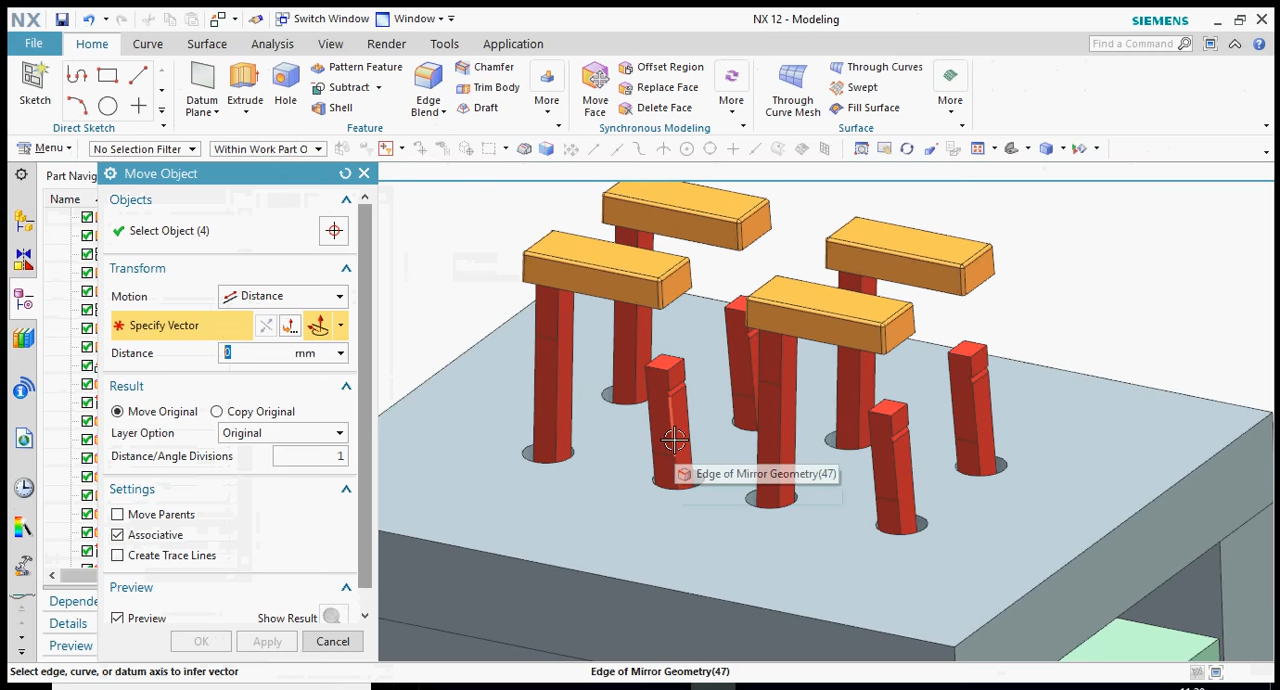 NX
Switch Window
Window
NX 12 - Modeling
SIEMENS
File
Home
Curve
Surface
Analysis
View
Render
Tools
Application
Find a Command
Sketch
Direct Sketch
Datum
Plane
Extrude
Hole
Pattern Feature
Subtract
Shell
Edge
Blend
Chamfer
Trim Body
Draft
More
Feature
Move
Face
Offset Region
Replace Face
Delete Face
More
Synchronous Modeling
Through
Curve Mesh
Through Curves
Swept
Fill Surface
More
Surface
Menu
No Selection Filter
Within Work Part O
Part Navig
Name
Move Object
Objects
Select Object (4)
Transform
Motion
Distance
* Specify Vector
Distance
0 mm
Result
Move Original
Copy Original
Layer Option
Original
Distance/Angle Divisions
1
Settings
Move Parents
Associative
Create Trace Lines
Preview
Preview
Show Result
OK
Apply
Cancel
Depende
Details
Preview
Edge of Mirror Geometry(47)
Select edge, curve, or datum axis to infer vector
Edge of Mirror Geometry(47)